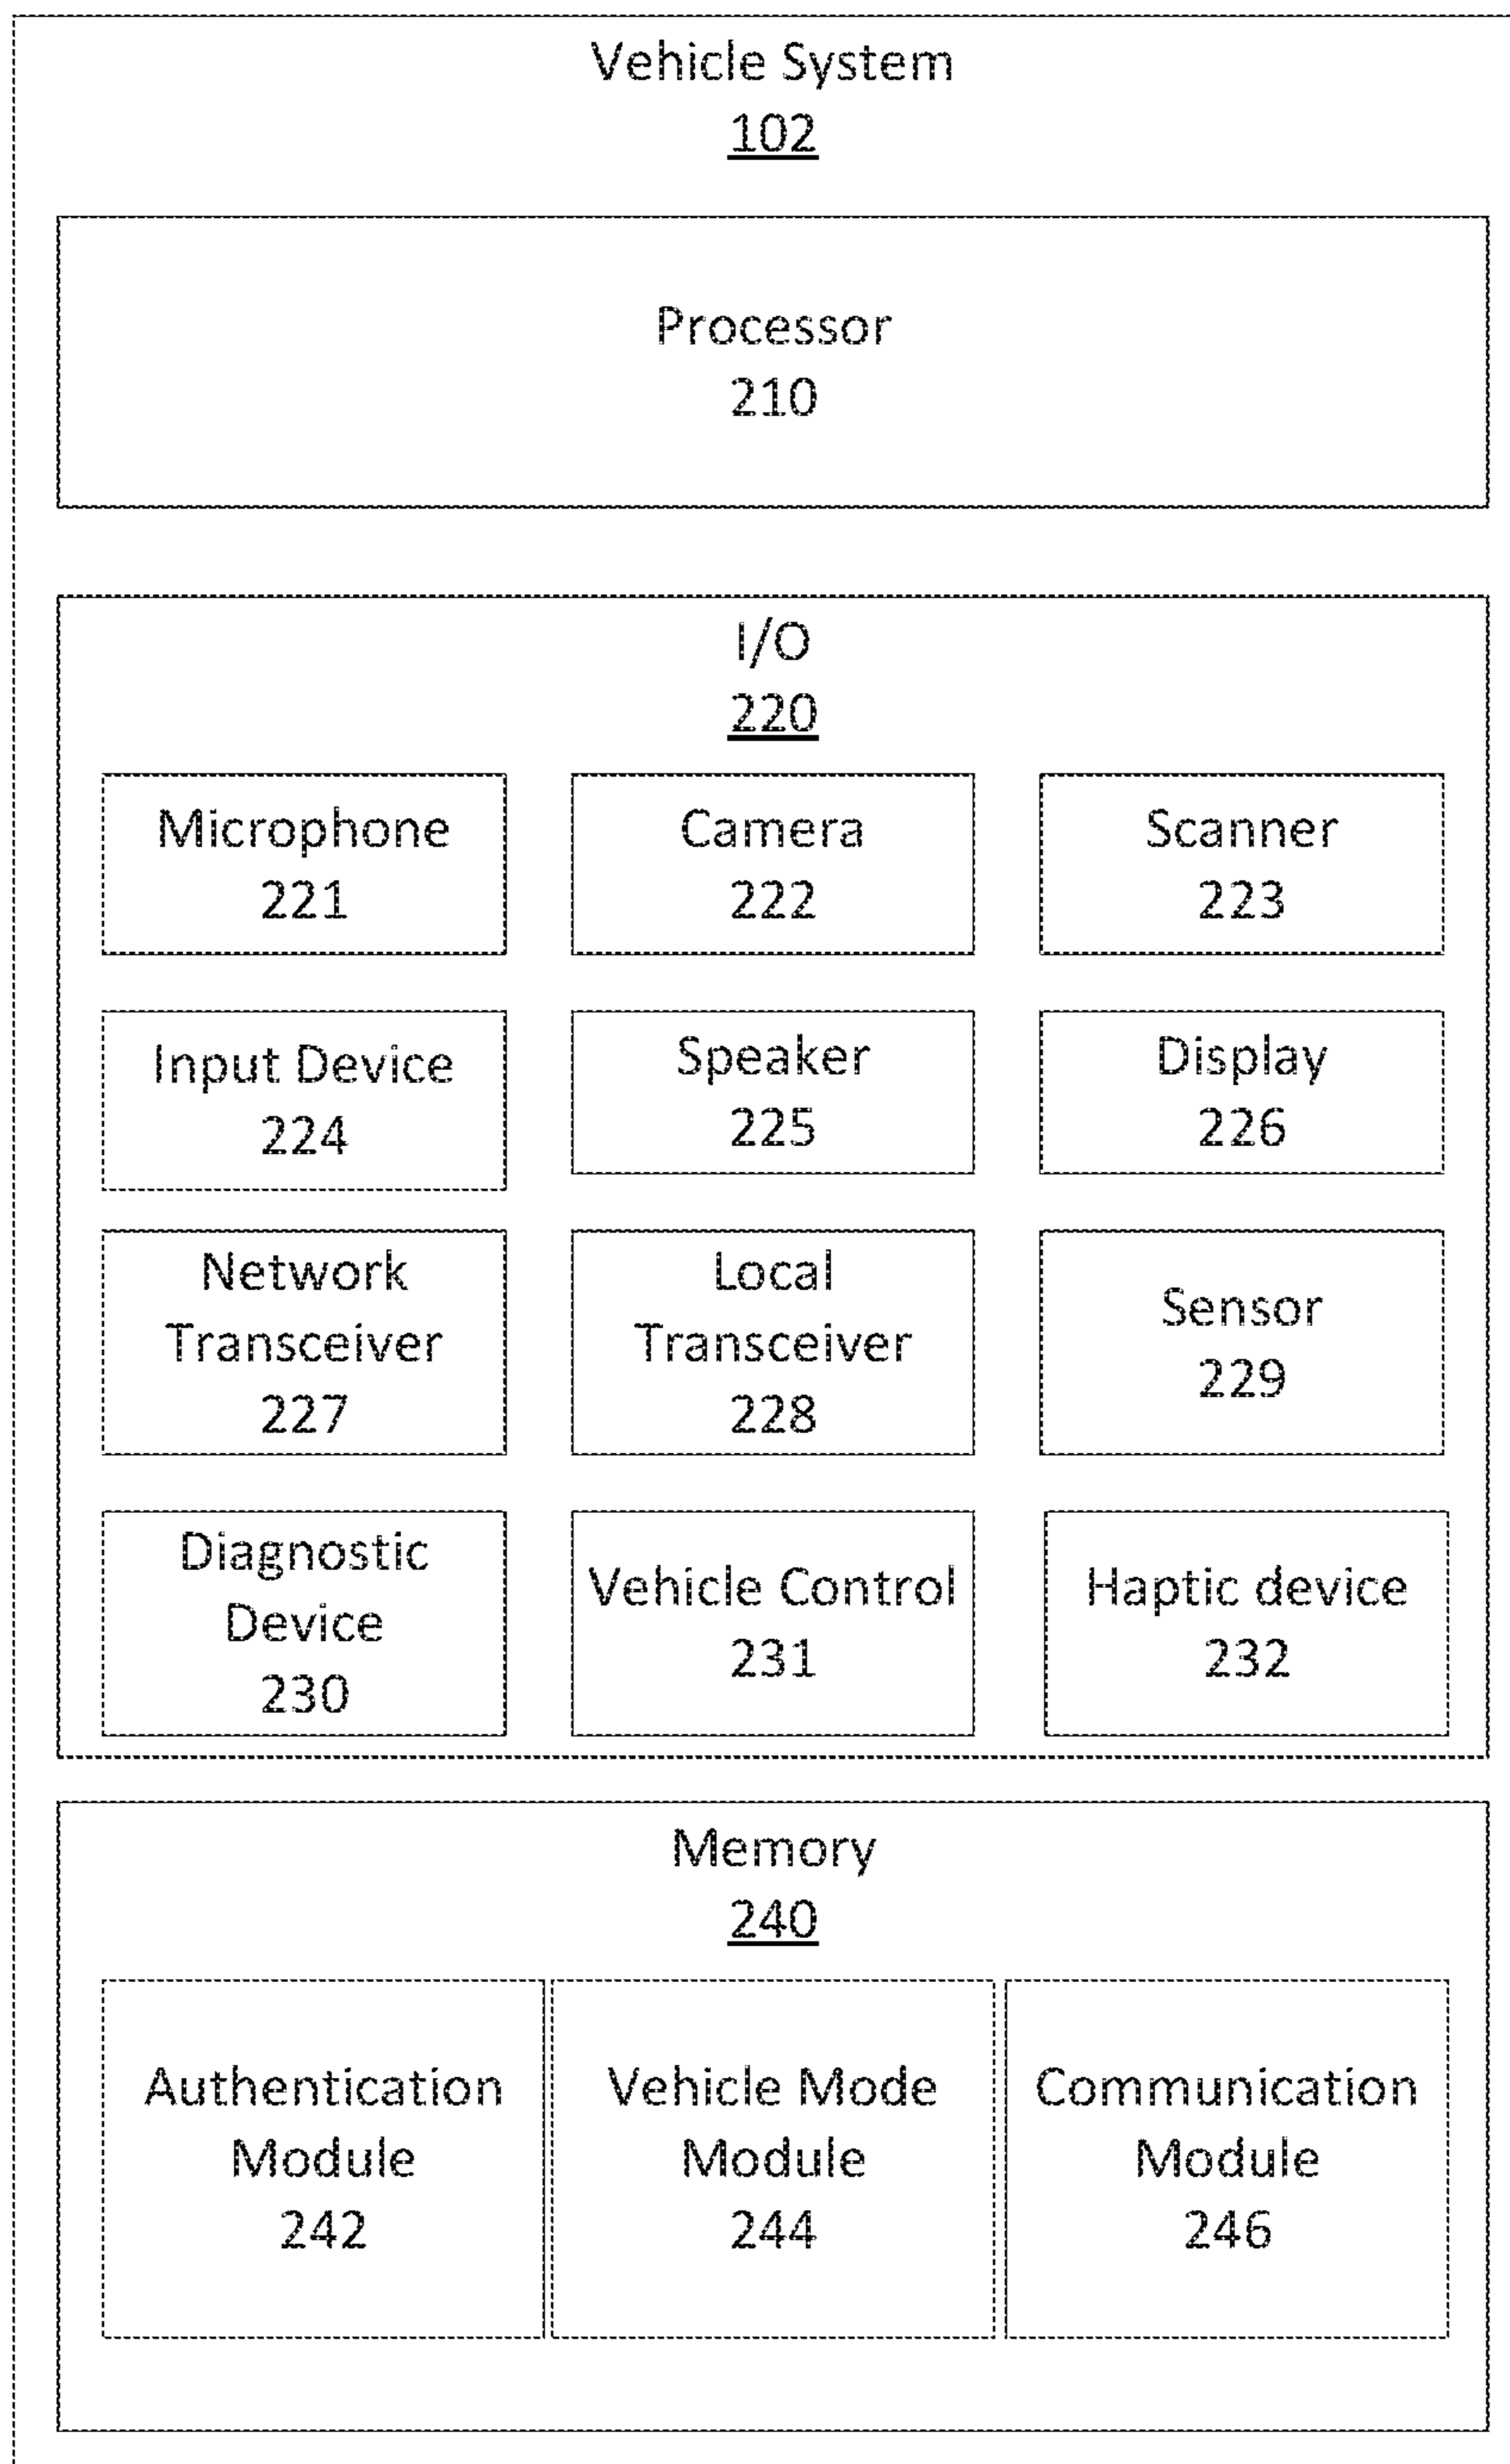 Vehicle System
102
Processor
210
I/O
220
Microphone
221
Camera
222
Scanner
223
Input Device
224
Speaker
225
Display
226
Network
Transceiver
227
Local
Transceiver
228
Sensor
229
Diagnostic
Device
230
Vehicle Control
231
Haptic device
232
Memory
240
Authentication
Module
242
Vehicle Mode
Module
244
Communication
Module
246